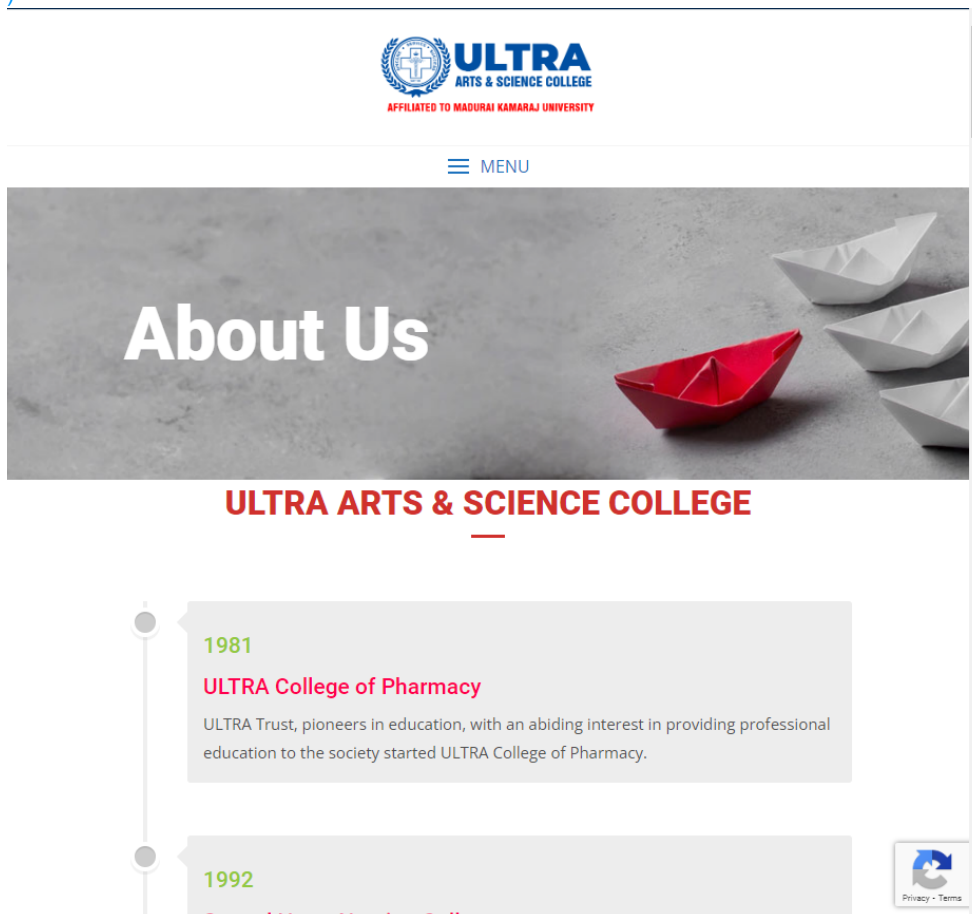 ULTRA
ARTS & SCIENCE COLLEGE
AFFILIATED TO MADURAI KAMARAJ UNIVERSITY
MENU
About Us
ULTRA ARTS & SCIENCE COLLEGE
1981
ULTRA College of Pharmacy
ULTRA Trust, pioneers in education, with an abiding interest in providing professional
education to the society started ULTRA College of Pharmacy.
1992
Privacy - Terms